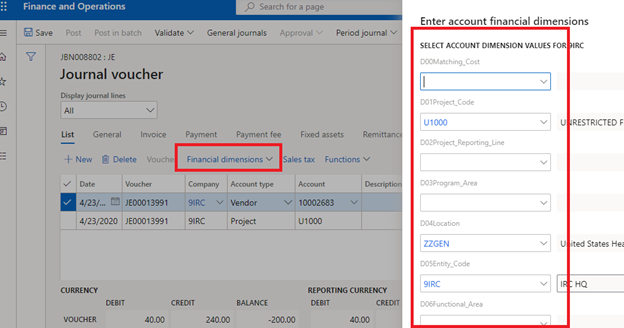 Finance and Operations
Search for a page
Save Post Post in batch Validate General journals Approval Period journal
JBN008802 : JE
Journal voucher
Display journal lines
All
List General Invoice Payment Payment fee Fixed assets Remittance
+ New Delete Voucher Financial dimensions Sales tax Functions
Date Voucher Company Account type Account Description
4/23/... JE00013991 9IRC Vendor 10002683
4/23/2020 JE00013991 9IRC Project U1000
CURRENCY REPORTING CURRENCY
DEBIT CREDIT BALANCE DEBIT CREDIT
VOUCHER 40.00 240.00 -200.00 40.00
Enter account financial dimensions
SELECT ACCOUNT DIMENSION VALUES FOR 9IRC
D00Matching_Cost
D01Project_Code
U1000 UNRESTRICTED F
D02Project_Reporting_Line
D03Program_Area
D04Location
ZZGEN United States Hea
D05Entity_Code
9IRC IRC HQ
D06Functional_Area